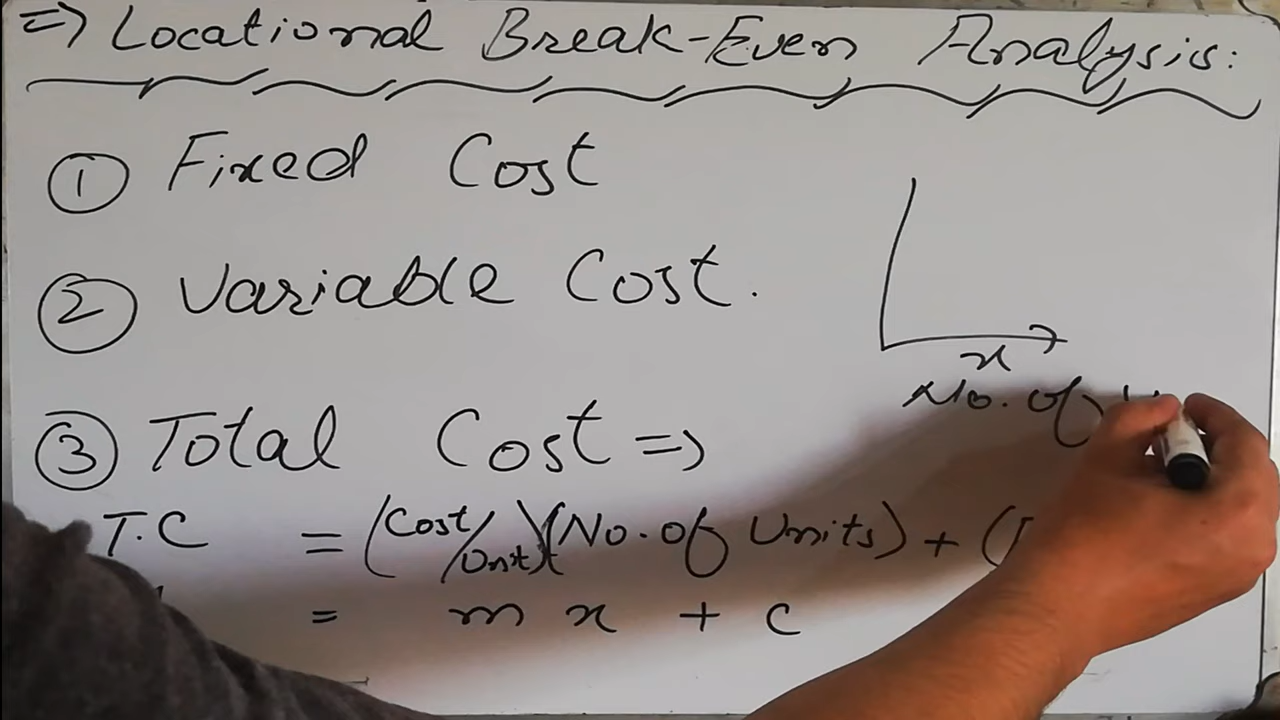 => Locational Break-Even Analysis:
① Fixed Cost
② Variable Cost.
③ Total Cost =>
T.C = (Cost/Unit)(No. of Units) + (
= m x + c
x
No. of